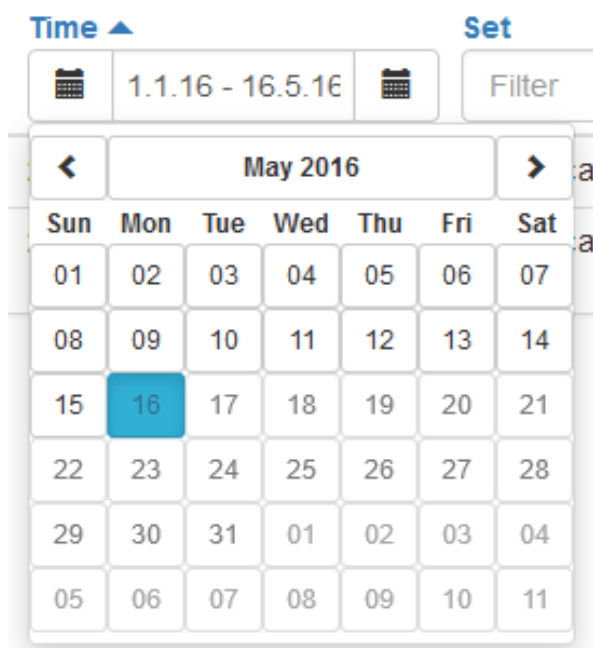 Time Set
1.1.16 - 16.5.16 Filter
May 2016
Sun Mon Tue Wed Thu Fri Sat
01 02 03 04 05 06 07
08 09 10 11 12 13 14
15 16 17 18 19 20 21
22 23 24 25 26 27 28
29 30 31 01 02 03 04
05 06 07 08 09 10 11